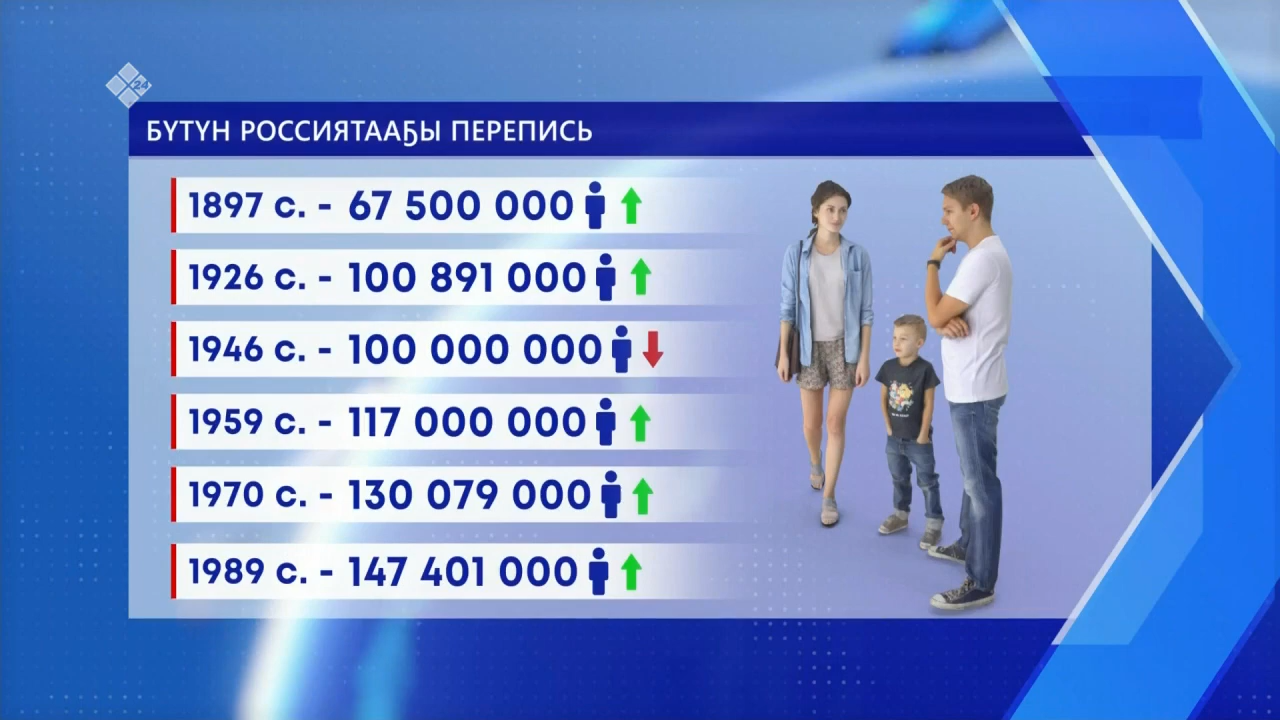 Х24
БҮТҮН РОССИЯТААҔЫ ПЕРЕПИСЬ
1897 с. - 67 500 000
1926 с. - 100 891 000
1946 с. - 100 000 000
1959 с. - 117 000 000
1970 с. - 130 079 000
1989 с. - 147 401 000